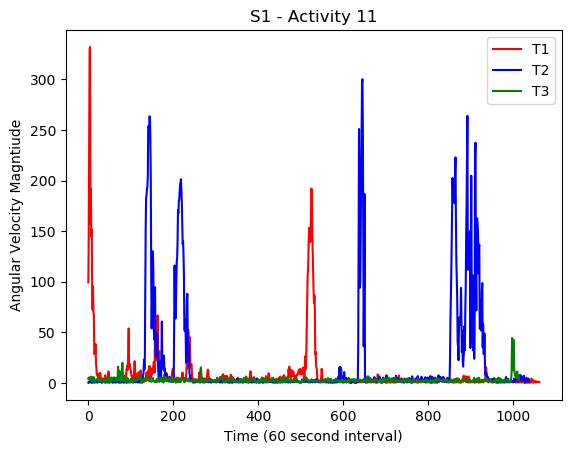 S1 - Activity 11
T1
T2
T3
300
250
200
150
100
50
0
Angular Velocity Magntiude
0 200 400 600 800 1000
Time (60 second interval)